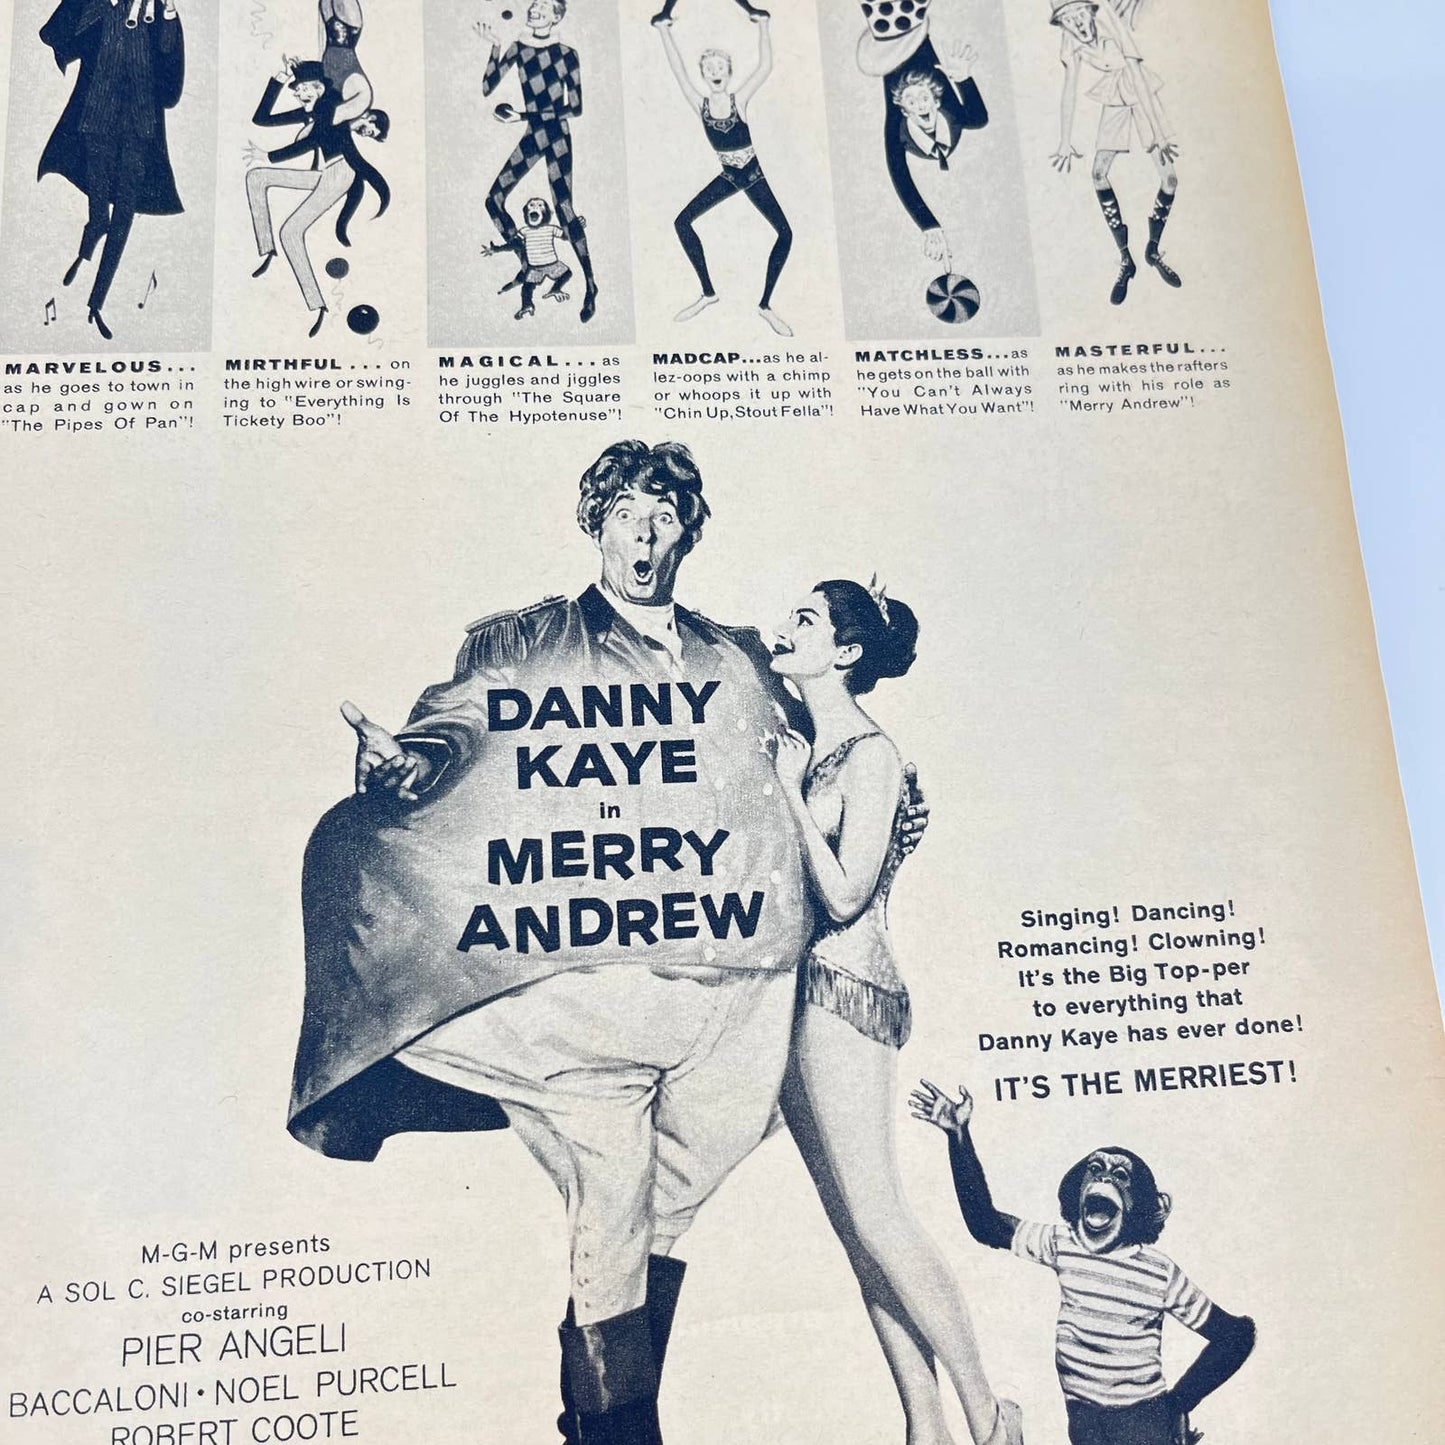 MARVELOUS...
as he goes to town in
cap and gown on
"The Pipes Of Pan"!
MIRTHFUL... on
the high wire or swing-
ing to "Everything Is
Tickety Boo"!
MAGICAL... as
he juggles and jiggles
through "The Square
Of The Hypotenuse"!
MADCAP...as he al-
lez-oops with a chimp
or whoops it up with
"Chin Up, Stout Fella"!
MATCHLESS...as
he gets on the ball with
"You Can't Always
Have What You Want"!
MASTERFUL...
as he makes the rafters
ring with his role as
"Merry Andrew"!
DANNY
KAYE
in
MERRY
ANDREW
Singing! Dancing!
Romancing! Clowning!
It's the Big Top-per
to everything that
Danny Kaye has ever done!
IT'S THE MERRIEST!
M-G-M presents
A SOL C. SIEGEL PRODUCTION
co-starring
PIER ANGELI
BACCALONI • NOEL PURCELL
ROBERT COOTE